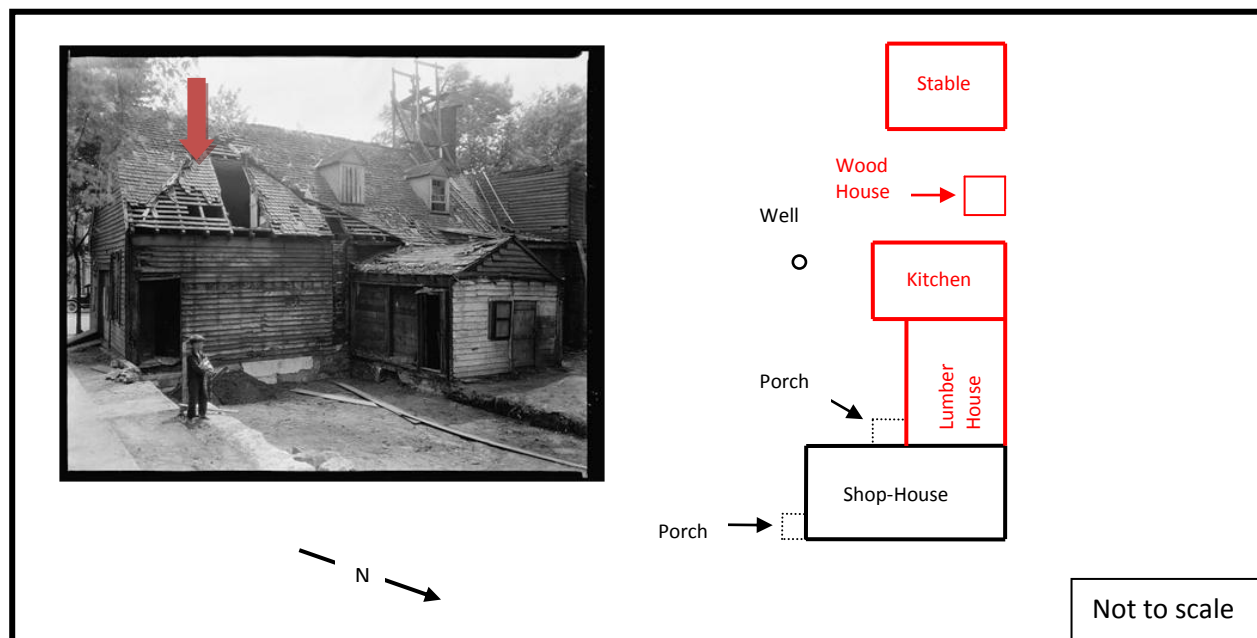 Stable
Wood
House
Well
Kitchen
Porch
Lumber
House
Shop-House
Porch
N
Not to scale